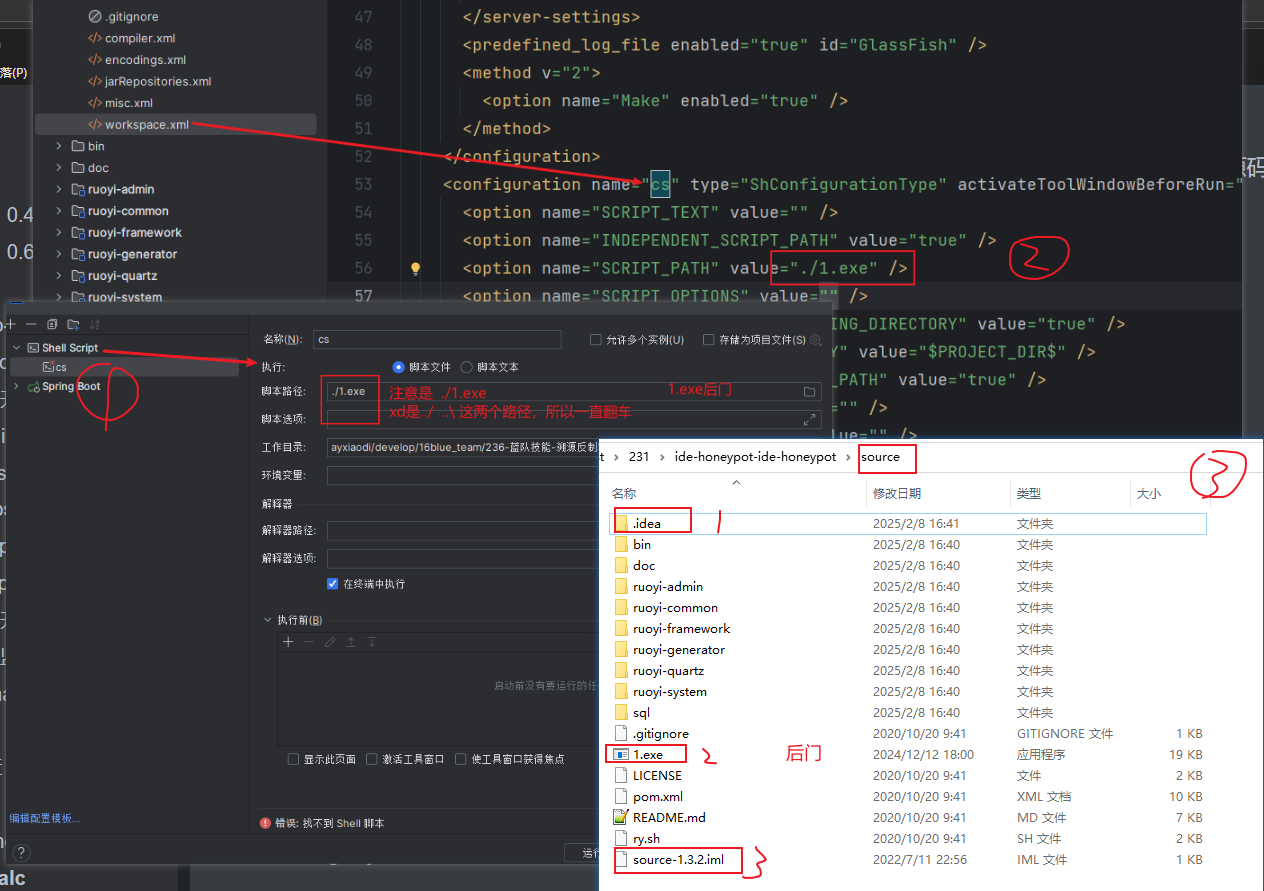 .gitignore
compiler.xml
encodings.xml
jarRepositories.xml
misc.xml
workspace.xml
bin
doc
ruoyi-admin
ruoyi-common
ruoyi-framework
ruoyi-generator
ruoyi-quartz
ruoyi-system
落(P)
0.4
0.6
47 </server-settings>
48 <predefined_log_file enabled="true" id="GlassFish" />
49 <method v="2">
50 <option name="Make" enabled="true" />
51 </method>
52 </configuration>
53 <configuration name="cs" type="ShConfigurationType" activateToolWindowBeforeRun="
54 <option name="SCRIPT_TEXT" value="" />
55 <option name="INDEPENDENT_SCRIPT_PATH" value="true" />
56 <option name="SCRIPT_PATH" value="./1.exe" />
57 <option name="SCRIPT_OPTIONS" value="" />
ING_DIRECTORY" value="true" />
Y" value="$PROJECT_DIR$" />
_PATH" value="true" />
="" />
lue="" />
2
Shell Script
cs
Spring Boot
1
编辑配置模板...
名称(N): cs
允许多个实例(U)
存储为项目文件(S)
执行: 脚本文件 脚本文本
脚本路径: ./1.exe
注意是 ./1.exe
1.exe后门
xd是../ ..\ 这两个路径，所以一直翻车
脚本选项:
工作目录: ayxiaodi/develop/16blue_team/236-蓝队技能-溯源反制
环境变量:
解释器
解释器路径:
解释器选项:
在终端中执行
执行前(B)
启动前没有要运行的任
显示此页面 激活工具窗口 使工具窗口获得焦点
错误: 找不到 Shell 脚本
?
运行
alc
t › 231 › ide-honeypot-ide-honeypot › source
3
名称 修改日期 类型 大小
.idea 2025/2/8 16:41 文件夹
1
bin 2025/2/8 16:40 文件夹
doc 2025/2/8 16:40 文件夹
ruoyi-admin 2025/2/8 16:40 文件夹
ruoyi-common 2025/2/8 16:40 文件夹
ruoyi-framework 2025/2/8 16:40 文件夹
ruoyi-generator 2025/2/8 16:40 文件夹
ruoyi-quartz 2025/2/8 16:40 文件夹
ruoyi-system 2025/2/8 16:40 文件夹
sql 2025/2/8 16:40 文件夹
.gitignore 2020/10/20 9:41 GITIGNORE 文件 1 KB
1.exe 2024/12/12 18:00 应用程序 19 KB
2
后门
LICENSE 2020/10/20 9:41 文件 2 KB
pom.xml 2020/10/20 9:41 XML 文档 10 KB
README.md 2020/10/20 9:41 MD 文件 7 KB
ry.sh 2020/10/20 9:41 SH 文件 2 KB
source-1.3.2.iml 2022/7/11 22:56 IML 文件 1 KB
3